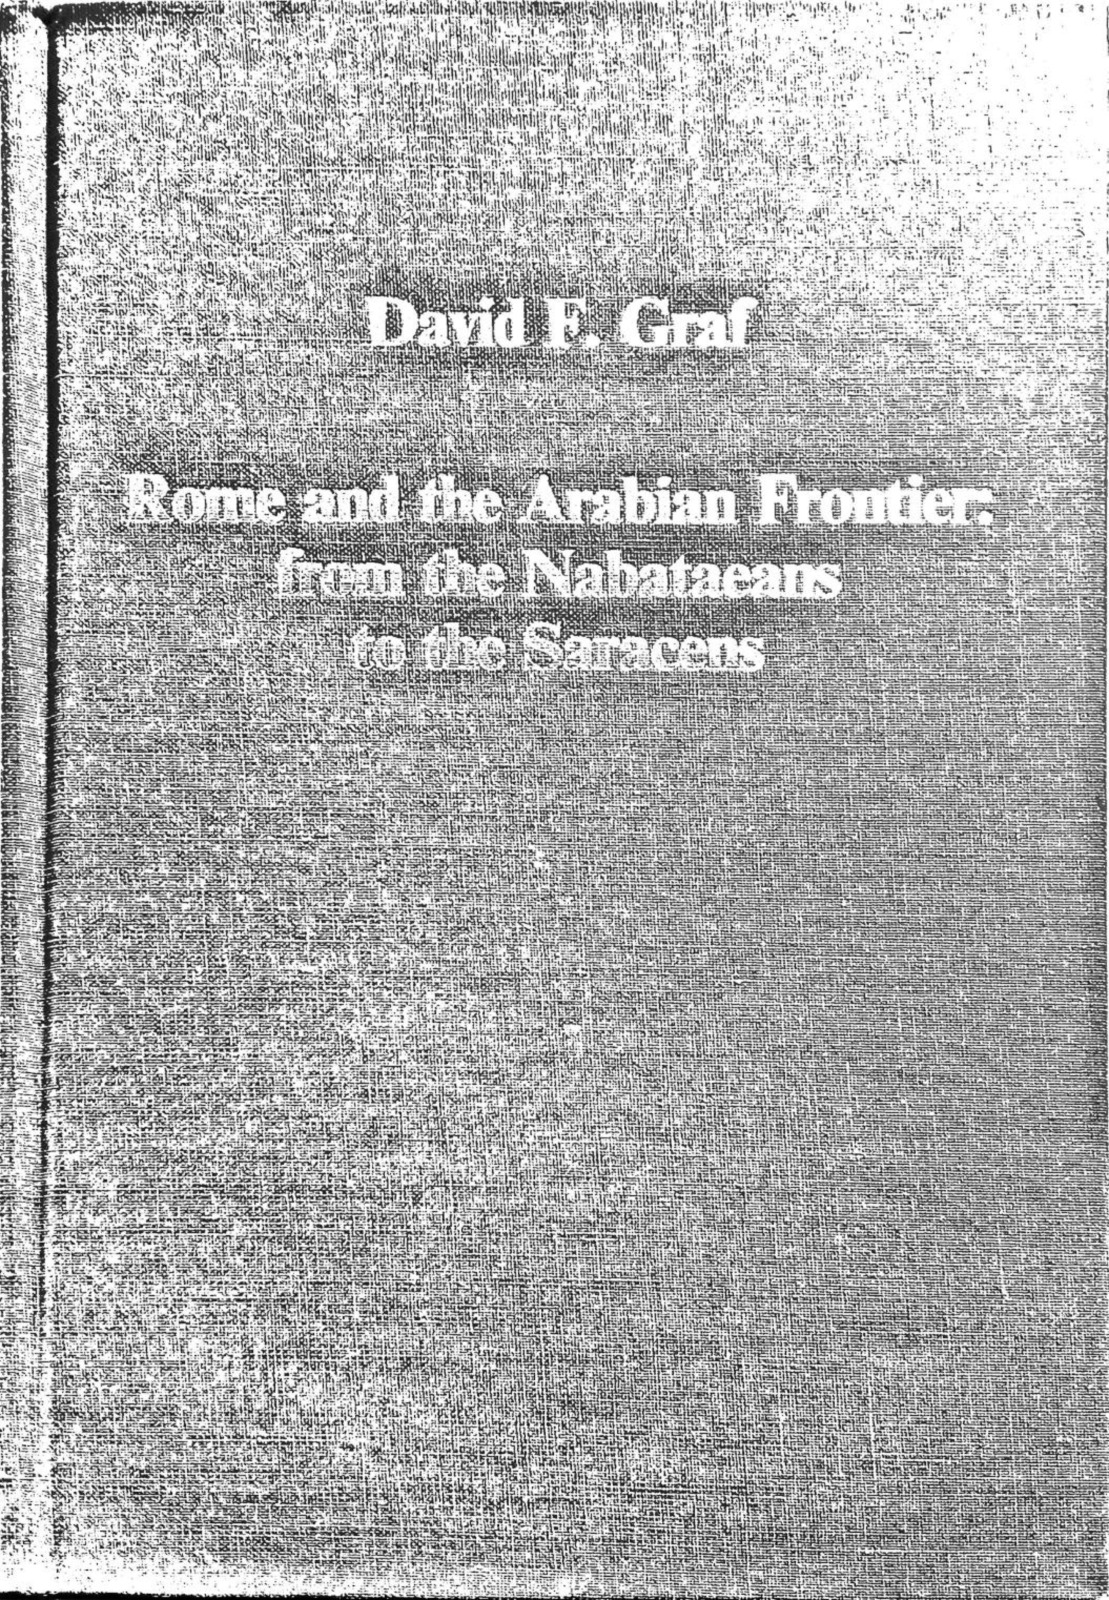 David F. Graf
Rome and the Arabian Frontier:
from the Nabataeans
to the Saracens